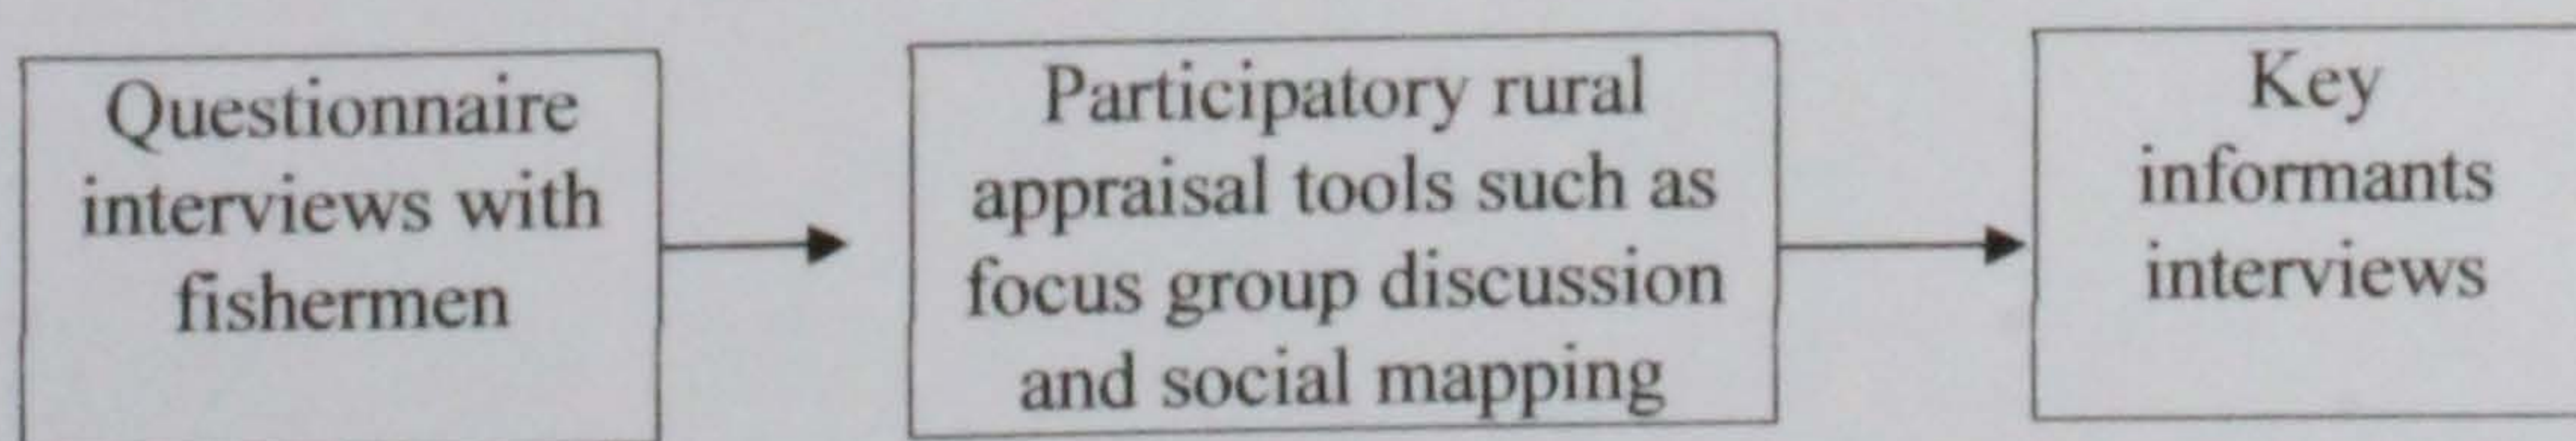 Questionnaire
interviews with
fishermen
Participatory rural
appraisal tools such as
focus group discussion
and social mapping
Key
informants
interviews